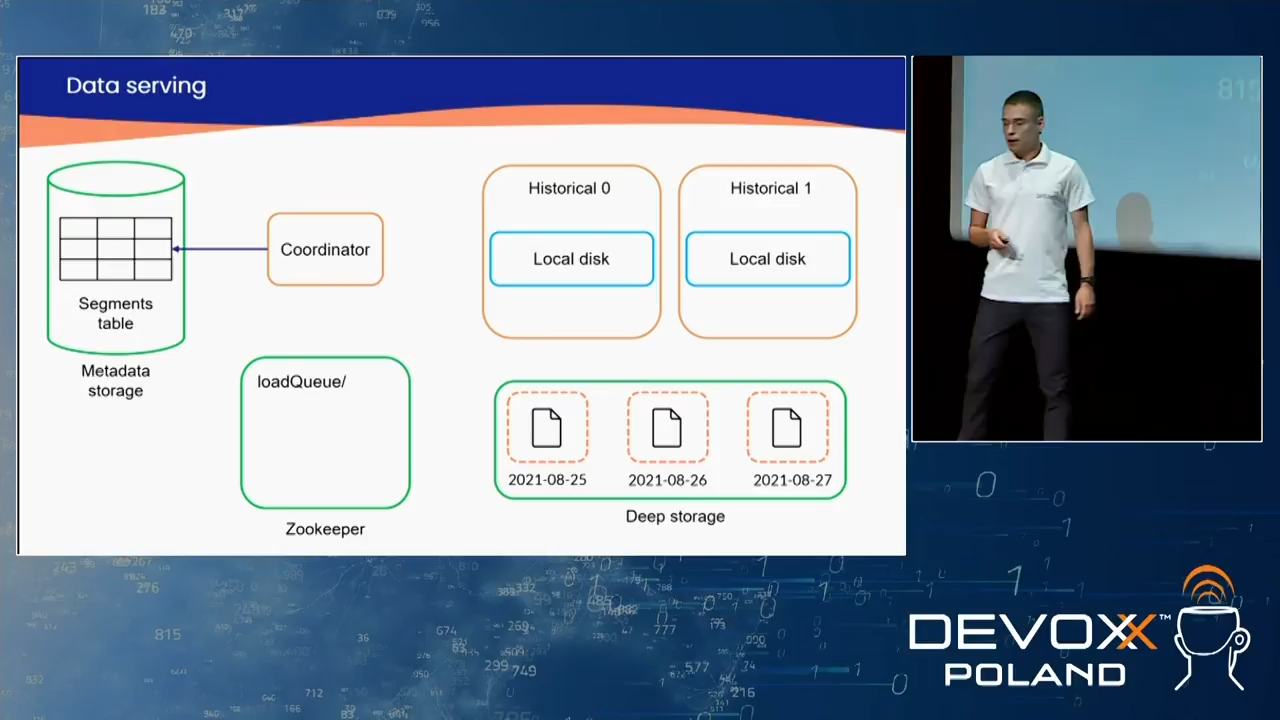 Data serving
Segments
table
Metadata
storage
Coordinator
loadQueue/
Zookeeper
Historical 0
Local disk
Historical 1
Local disk
2021-08-25
2021-08-26
2021-08-27
Deep storage
DEVOXX™
POLAND